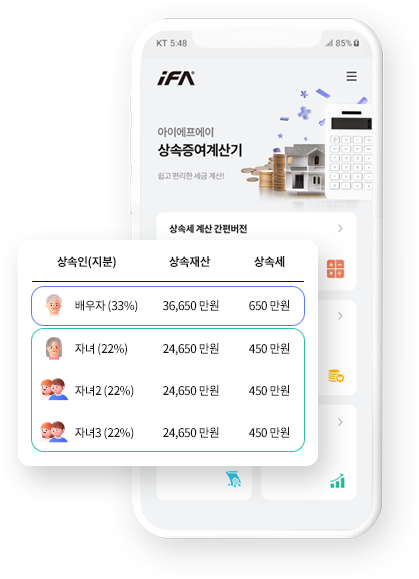 KT 5:48 85%
iFA
아이에프에이
상속증여계산기
쉽고 편리한 세금 계산!
상속세 계산 간편버전
상속인(지분) 상속재산 상속세
배우자 (33%) 36,650 만원 650 만원
자녀 (22%) 24,650 만원 450 만원
자녀2 (22%) 24,650 만원 450 만원
자녀3 (22%) 24,650 만원 450 만원